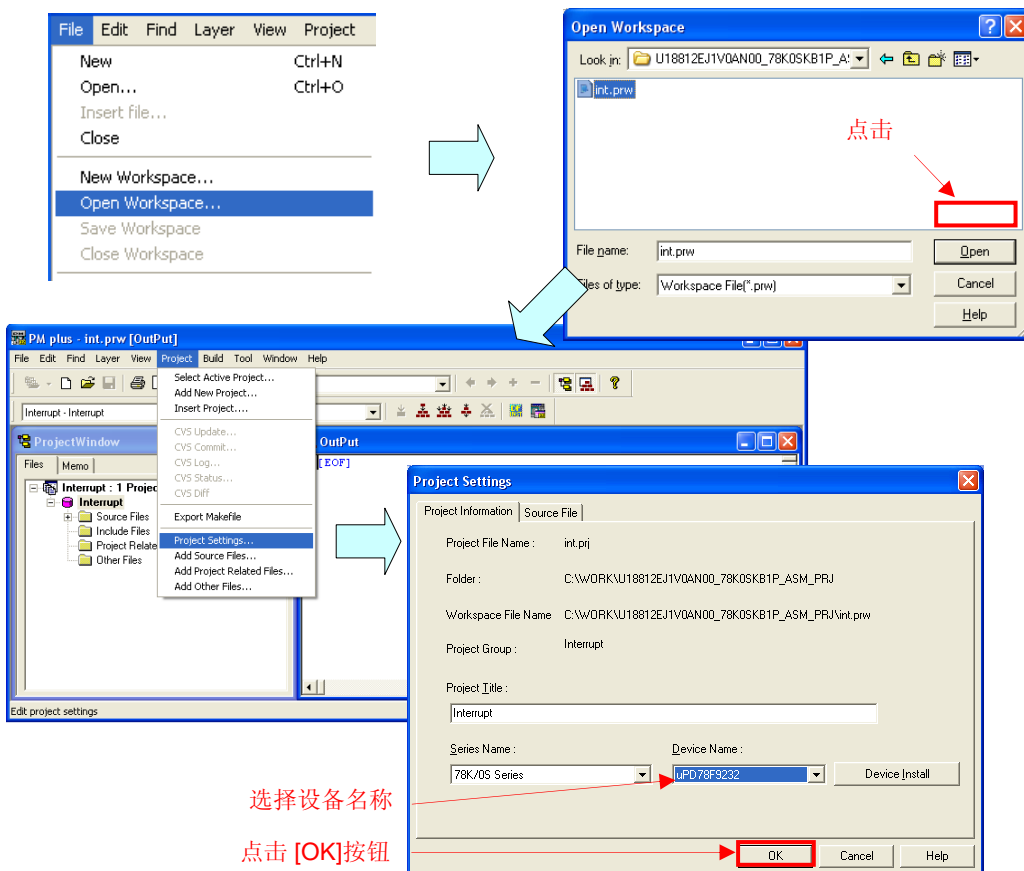 File Edit Find Layer View Project
New Ctrl+N
Open... Ctrl+O
Insert file...
Close
New Workspace...
Open Workspace...
Save Workspace
Close Workspace
Open Workspace
Look in: U18812EJ1V0AN00_78K0SKB1P_A
int.prw
点击
File name: int.prw Open
Files of type: Workspace File(*.prw) Cancel
Help
PM plus - int.prw [OutPut]
File Edit Find Layer View Project Build Tool Window Help
Select Active Project...
Add New Project...
Insert Project....
CVS Update...
CVS Commit...
CVS Log...
CVS Status...
CVS Diff
Export Makefile
Project Settings...
Add Source Files...
Add Project Related Files...
Add Other Files...
Interrupt - Interrupt
ProjectWindow
Files Memo
Interrupt : 1 Projec
Interrupt
Source Files
Include Files
Project Relate
Other Files
OutPut
[EOF]
Edit project settings
Project Settings
Project Information Source File
Project File Name : int.prj
Folder : C:\WORK\U18812EJ1V0AN00_78K0SKB1P_ASM_PRJ
Workspace File Name C:\WORK\U18812EJ1V0AN00_78K0SKB1P_ASM_PRJ\int.prw
Project Group : Interrupt
Project Title :
Interrupt
Series Name : Device Name :
78K/0S Series uPD78F9232 Device Install
选择设备名称
点击 [OK]按钮
OK Cancel Help